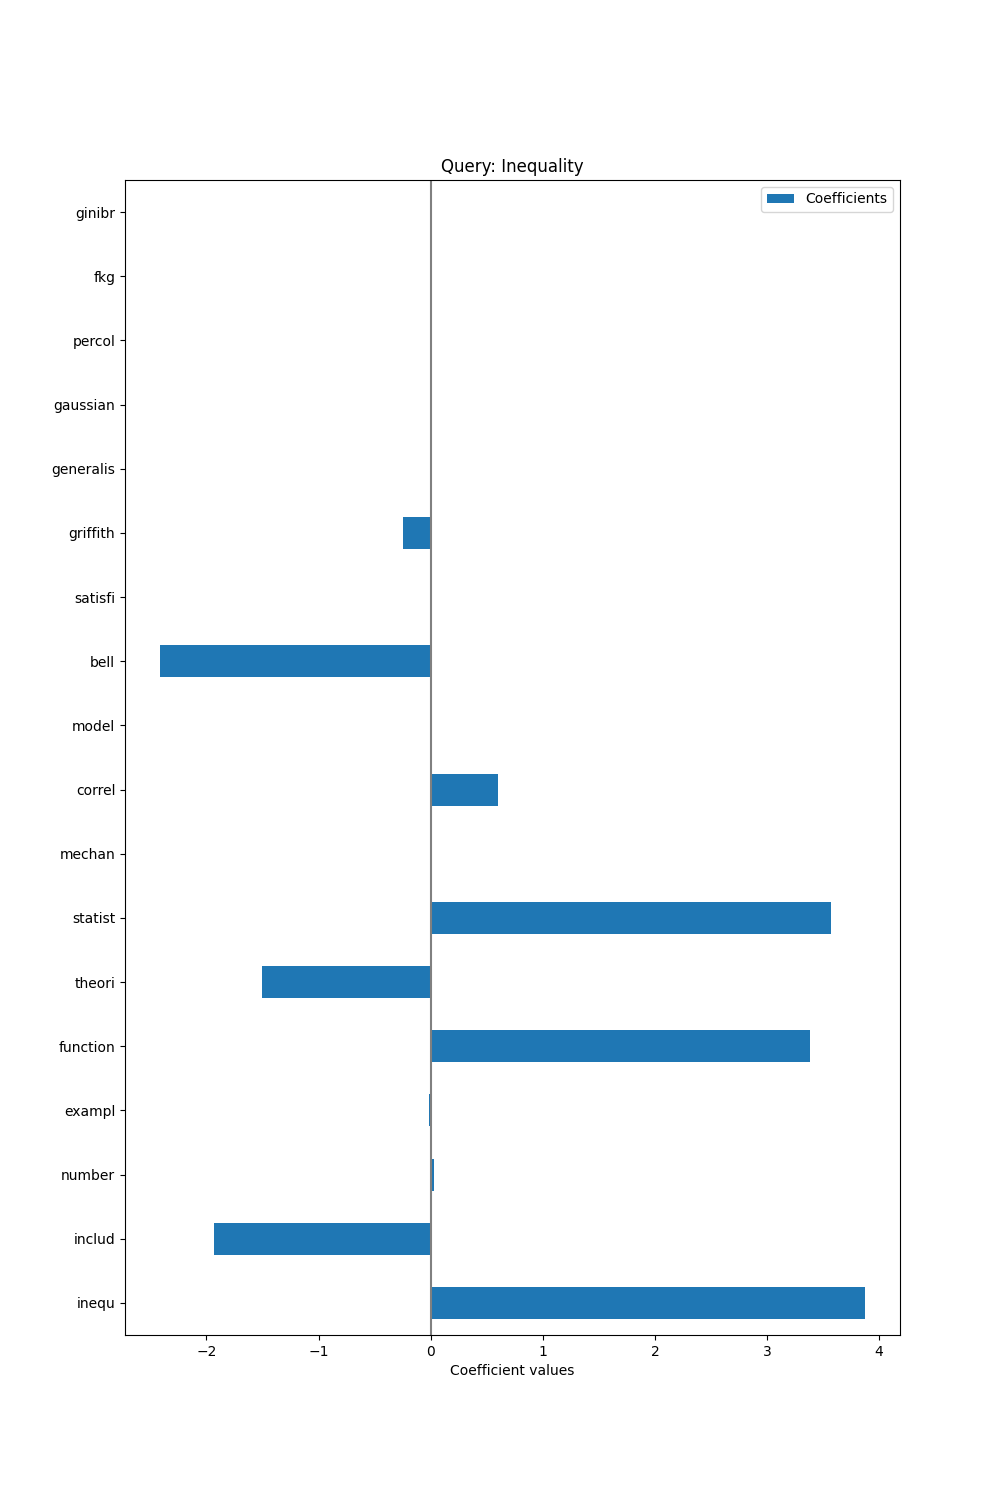 Query: Inequality
Coefficients
ginibr
fkg
percol
gaussian
generalis
griffith
satisfi
bell
model
correl
mechan
statist
theori
function
exampl
number
includ
inequ
−2 −1 0 1 2 3 4
Coefficient values